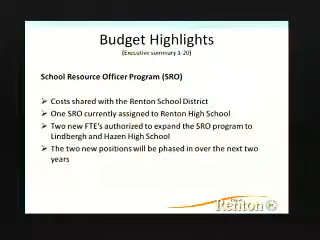 Budget Highlights
(Executive summary 1-20)
School Resource Officer Program (SRO)
➢ Costs shared with the Renton School District
➢ One SRO currently assigned to Renton High School
➢ Two new FTE's authorized to expand the SRO program to
Lindbergh and Hazen High School
➢ The two new positions will be phased in over the next two
years
Renton